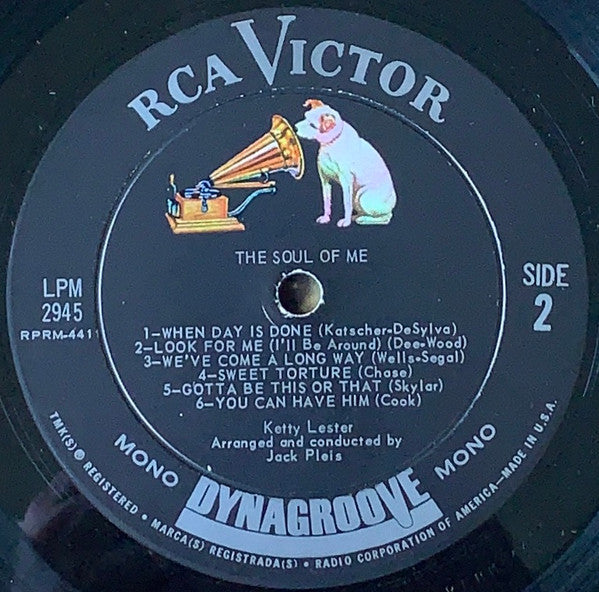 RCA VICTOR
THE SOUL OF ME
LPM
2945
RPRM-4411
SIDE
2
1—WHEN DAY IS DONE (Katscher-DeSylva)
2—LOOK FOR ME (I'll Be Around) (Dee-Wood)
3—WE'VE COME A LONG WAY (Wells-Segal)
4—SWEET TORTURE (Chase)
5—GOTTA BE THIS OR THAT (Skylar)
6—YOU CAN HAVE HIM (Cook)
Ketty Lester
Arranged and conducted by
Jack Pleis
MONO DYNAGROOVE MONO
TMK(S) ® REGISTERED • MARCA(S) REGISTRADA(S) • RADIO CORPORATION OF AMERICA—MADE IN U.S.A.